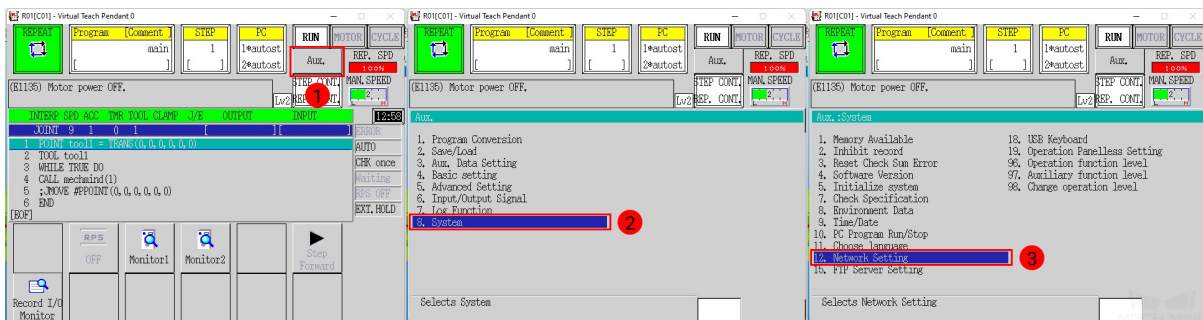 R01[C01] - Virtual Teach Pendant 0
REPEAT
Program [Comment ]
main
[ ]
STEP
1
[ ]
PC
1*autost
2*autost
RUN
MOTOR
CYCLE
Aux.
REP. SPD
100%
1
STEP CONT.
REP. CONT.
MAN. SPEED
2
H
(E1135) Motor power OFF.
Lv2
INTERP SPD ACC TMR TOOL CLAMP J/E OUTPUT INPUT
12:58
JOINT 9 1 0 1 [ ][ ]
1 POINT tool1 = TRANS(0,0,0,0,0,0)
2 TOOL tool1
3 WHILE TRUE DO
4 CALL mechmind(1)
5 ;JMOVE #PPOINT(0,0,0,0,0,0)
6 END
[EOF]
ERROR
AUTO
CHK once
Waiting
RPS OFF
EXT.HOLD
RPS
OFF
Monitor1
Monitor2
Step
Forward
Record I/O
Monitor
R01[C01] - Virtual Teach Pendant 0
REPEAT
Program [Comment ]
main
[ ]
STEP
1
[ ]
PC
1*autost
2*autost
RUN
MOTOR
CYCLE
Aux.
REP. SPD
100%
STEP CONT.
REP. CONT.
MAN. SPEED
2
H
(E1135) Motor power OFF.
Lv2
Aux.
1. Program Conversion
2. Save/Load
3. Aux. Data Setting
4. Basic setting
5. Advanced Setting
6. Input/Output Signal
7. Log Function
8. System
2
Selects System
R01[C01] - Virtual Teach Pendant 0
REPEAT
Program [Comment ]
main
[ ]
STEP
1
[ ]
PC
1*autost
2*autost
RUN
MOTOR
CYCLE
Aux.
REP. SPD
100%
STEP CONT.
REP. CONT.
MAN. SPEED
2
H
(E1135) Motor power OFF.
Lv2
Aux. :System
1. Memory Available
2. Inhibit record
3. Reset Check Sum Error
4. Software Version
5. Initialize system
7. Check Specification
8. Environment Data
9. Time/Date
10. PC Program Run/Stop
11. Choose language
12. Network Setting
15. FTP Server Setting
18. USB Keyboard
19. Operation Panelless Setting
96. Operation function level
97. Auxiliary function level
98. Change operation level
3
Selects Network Setting